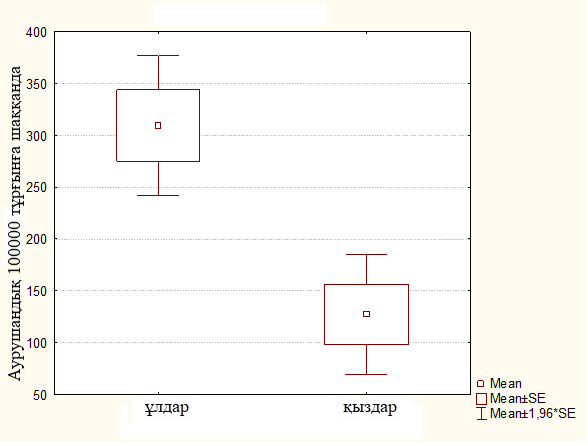 Аурушаңдық 100000 тұрғынға шаққанда
400
350
300
250
200
150
100
50
ұлдар
қыздар
Mean
Mean±SE
Mean±1,96*SE